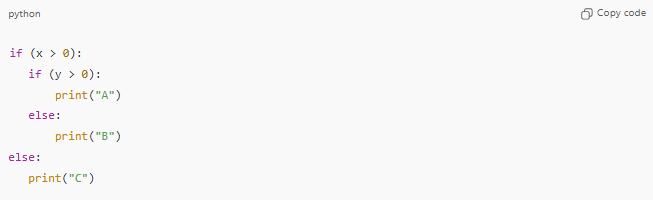 python Copy code
if (x > 0):
   if (y > 0):
       print("A")
   else:
       print("B")
else:
   print("C")